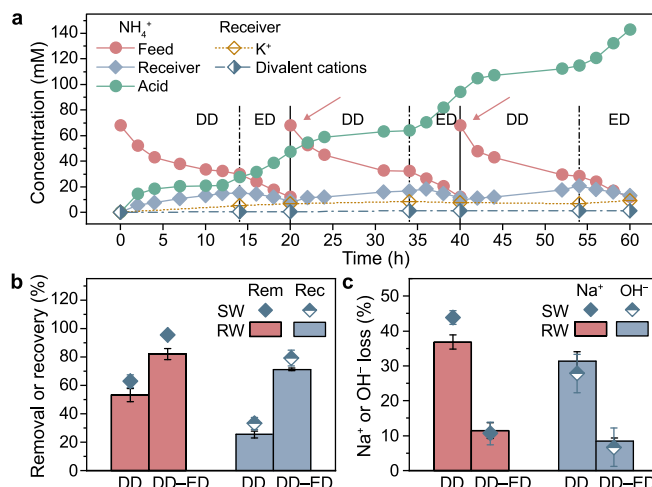 a
NH₄⁺ Receiver
Feed K⁺
Receiver Divalent cations
Acid
DD ED DD ED DD ED
Concentration (mM)
140
120
100
80
60
40
20
0
0 5 10 15 20 25 30 35 40 45 50 55 60
Time (h)
b
Rem Rec
SW
RW
Removal or recovery (%)
120
100
80
60
40
20
0
DD DD–ED DD DD–ED
c
Na⁺ OH⁻
SW
RW
Na⁺ or OH⁻ loss (%)
50
40
30
20
10
0
DD DD–ED DD DD–ED